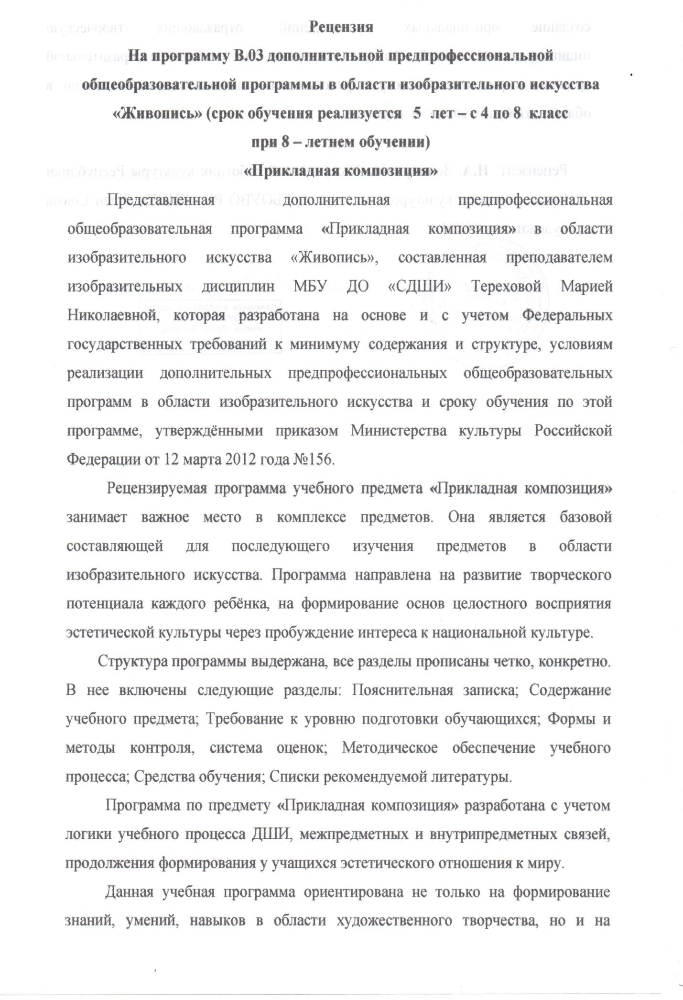 Рецензия
На программу В.03 дополнительной предпрофессиональной
общеобразовательной программы в области изобразительного искусства
«Живопись» (срок обучения реализуется 5 лет – с 4 по 8 класс
при 8 – летнем обучении)
«Прикладная композиция»
Представленная дополнительная предпрофессиональная
общеобразовательная программа «Прикладная композиция» в области
изобразительного искусства «Живопись», составленная преподавателем
изобразительных дисциплин МБУ ДО «СДШИ» Тереховой Марией
Николаевной, которая разработана на основе и с учетом Федеральных
государственных требований к минимуму содержания и структуре, условиям
реализации дополнительных предпрофессиональных общеобразовательных
программ в области изобразительного искусства и сроку обучения по этой
программе, утверждёнными приказом Министерства культуры Российской
Федерации от 12 марта 2012 года №156.
Рецензируемая программа учебного предмета «Прикладная композиция»
занимает важное место в комплексе предметов. Она является базовой
составляющей для последующего изучения предметов в области
изобразительного искусства. Программа направлена на развитие творческого
потенциала каждого ребёнка, на формирование основ целостного восприятия
эстетической культуры через пробуждение интереса к национальной культуре.
Структура программы выдержана, все разделы прописаны четко, конкретно.
В нее включены следующие разделы: Пояснительная записка; Содержание
учебного предмета; Требование к уровню подготовки обучающихся; Формы и
методы контроля, система оценок; Методическое обеспечение учебного
процесса; Средства обучения; Списки рекомендуемой литературы.
Программа по предмету «Прикладная композиция» разработана с учетом
логики учебного процесса ДШИ, межпредметных и внутрипредметных связей,
продолжения формирования у учащихся эстетического отношения к миру.
Данная учебная программа ориентирована не только на формирование
знаний, умений, навыков в области художественного творчества, но и на